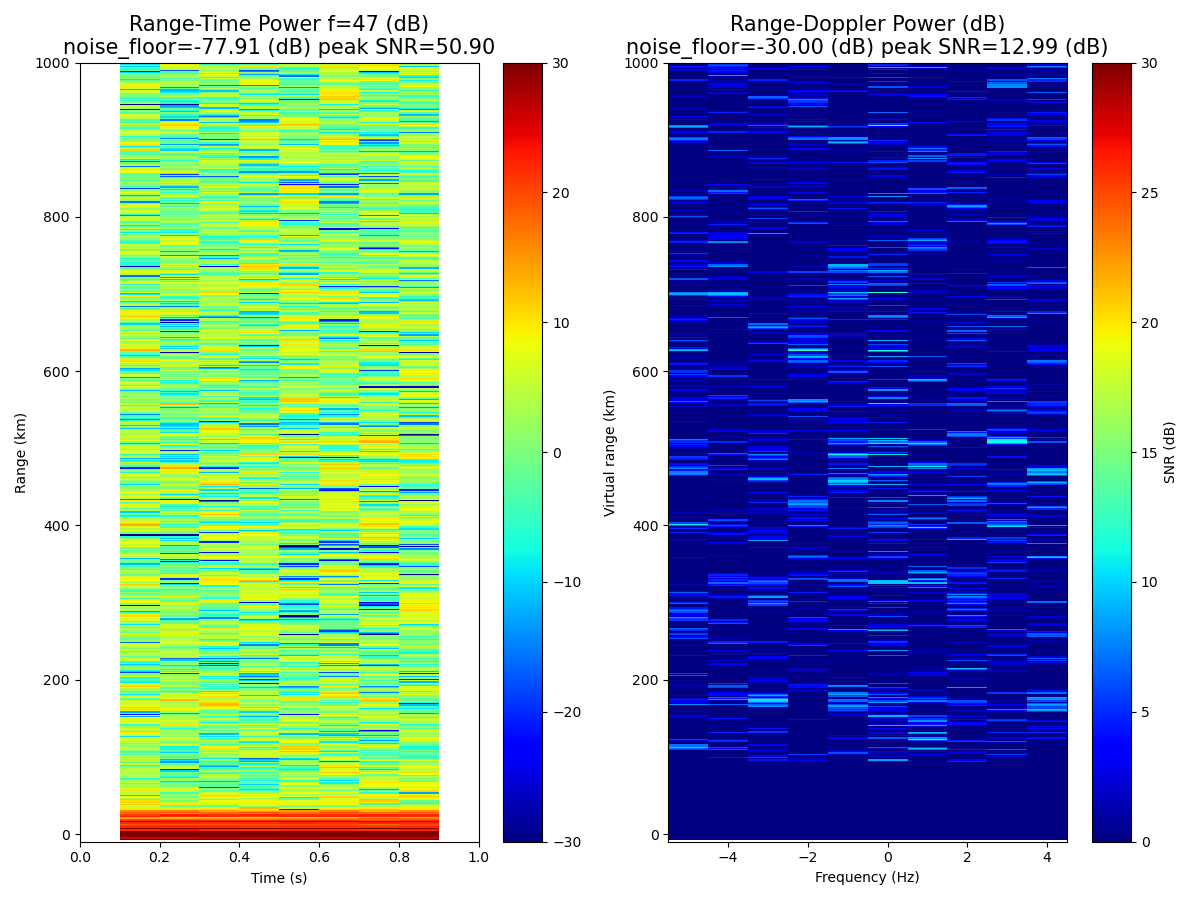 Range-Time Power f=47 (dB)
noise_floor=-77.91 (dB) peak SNR=50.90
1000
800
600
400
200
0
Range (km)
0.0 0.2 0.4 0.6 0.8 1.0
Time (s)
30
20
10
0
−10
−20
−30
Range-Doppler Power (dB)
noise_floor=-30.00 (dB) peak SNR=12.99 (dB)
1000
800
600
400
200
0
Virtual range (km)
−4 −2 0 2 4
Frequency (Hz)
30
25
20
15
10
5
0
SNR (dB)